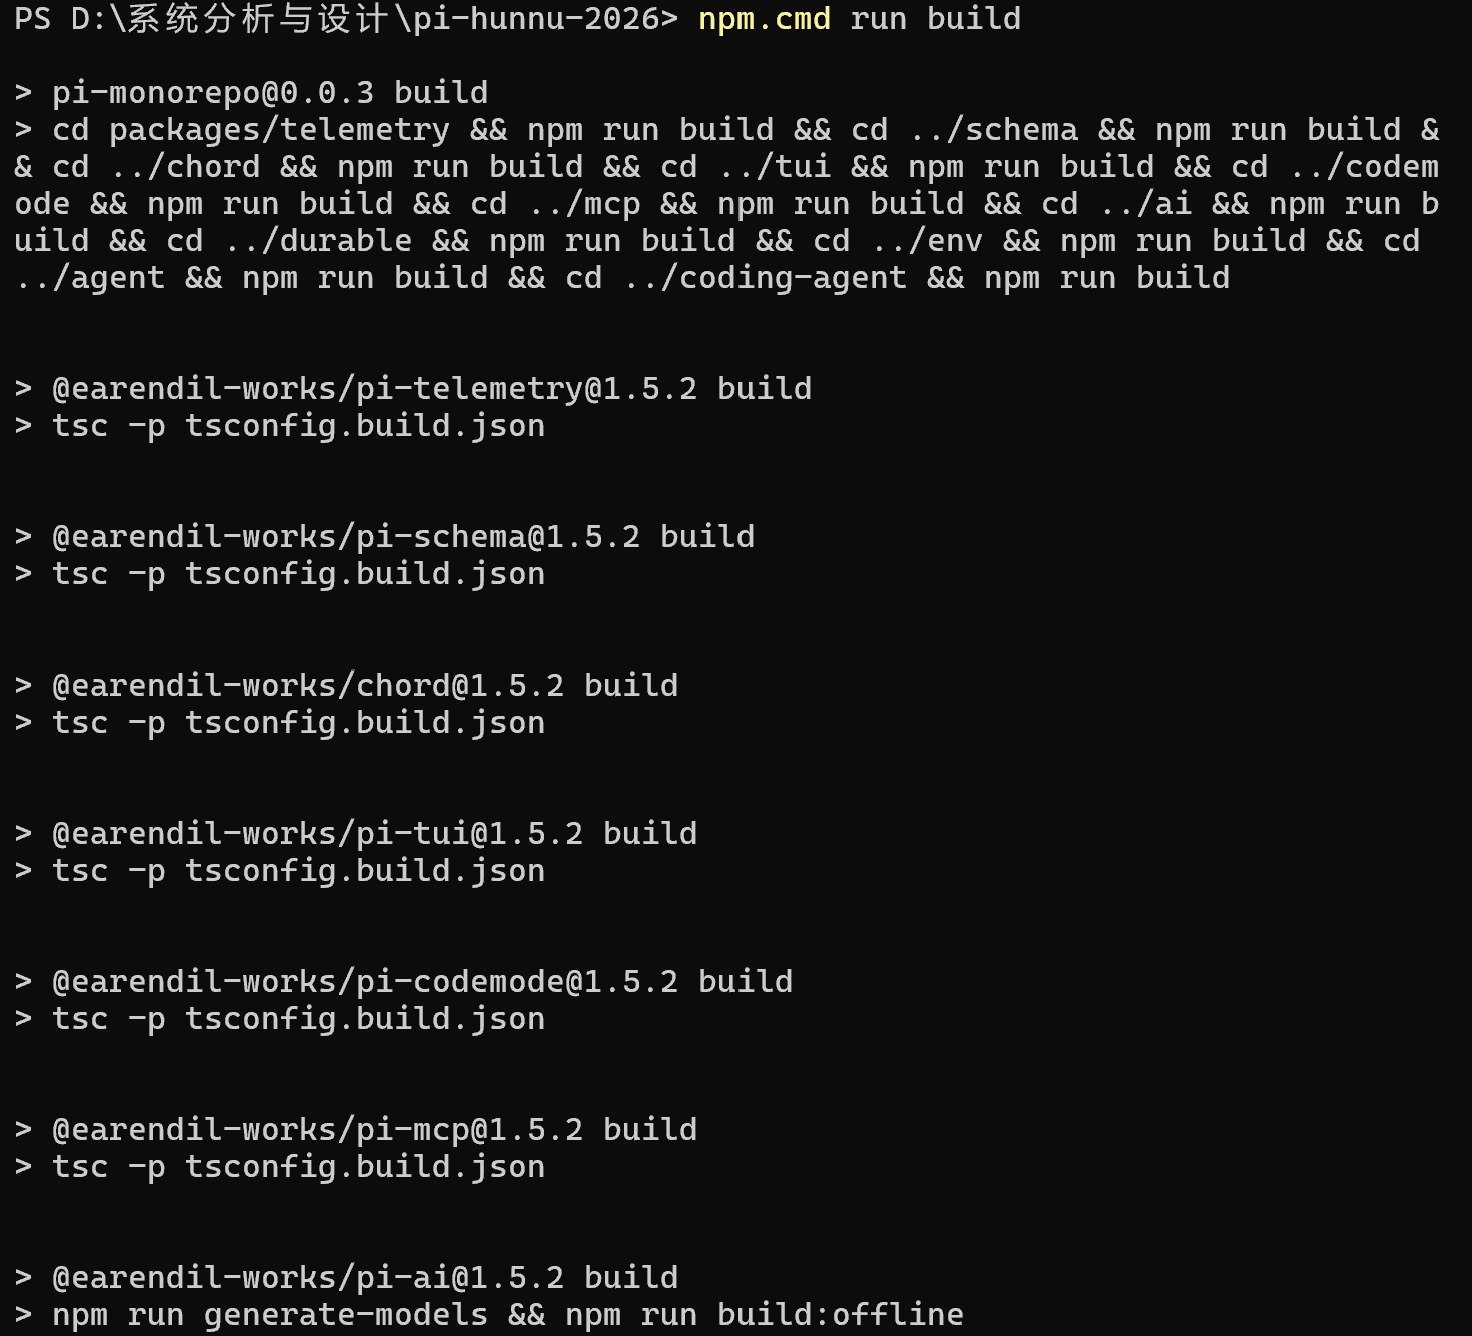 PS D:\系统分析与设计\pi-hunnu-2026> npm.cmd run build
> pi-monorepo@0.0.3 build
> cd packages/telemetry && npm run build && cd ../schema && npm run build &
& cd ../chord && npm run build && cd ../tui && npm run build && cd ../codem
ode && npm run build && cd ../mcp && npm run build && cd ../ai && npm run b
uild && cd ../durable && npm run build && cd ../env && npm run build && cd
../agent && npm run build && cd ../coding-agent && npm run build
> @earendil-works/pi-telemetry@1.5.2 build
> tsc -p tsconfig.build.json
> @earendil-works/pi-schema@1.5.2 build
> tsc -p tsconfig.build.json
> @earendil-works/chord@1.5.2 build
> tsc -p tsconfig.build.json
> @earendil-works/pi-tui@1.5.2 build
> tsc -p tsconfig.build.json
> @earendil-works/pi-codemode@1.5.2 build
> tsc -p tsconfig.build.json
> @earendil-works/pi-mcp@1.5.2 build
> tsc -p tsconfig.build.json
> @earendil-works/pi-ai@1.5.2 build
> npm run generate-models && npm run build:offline